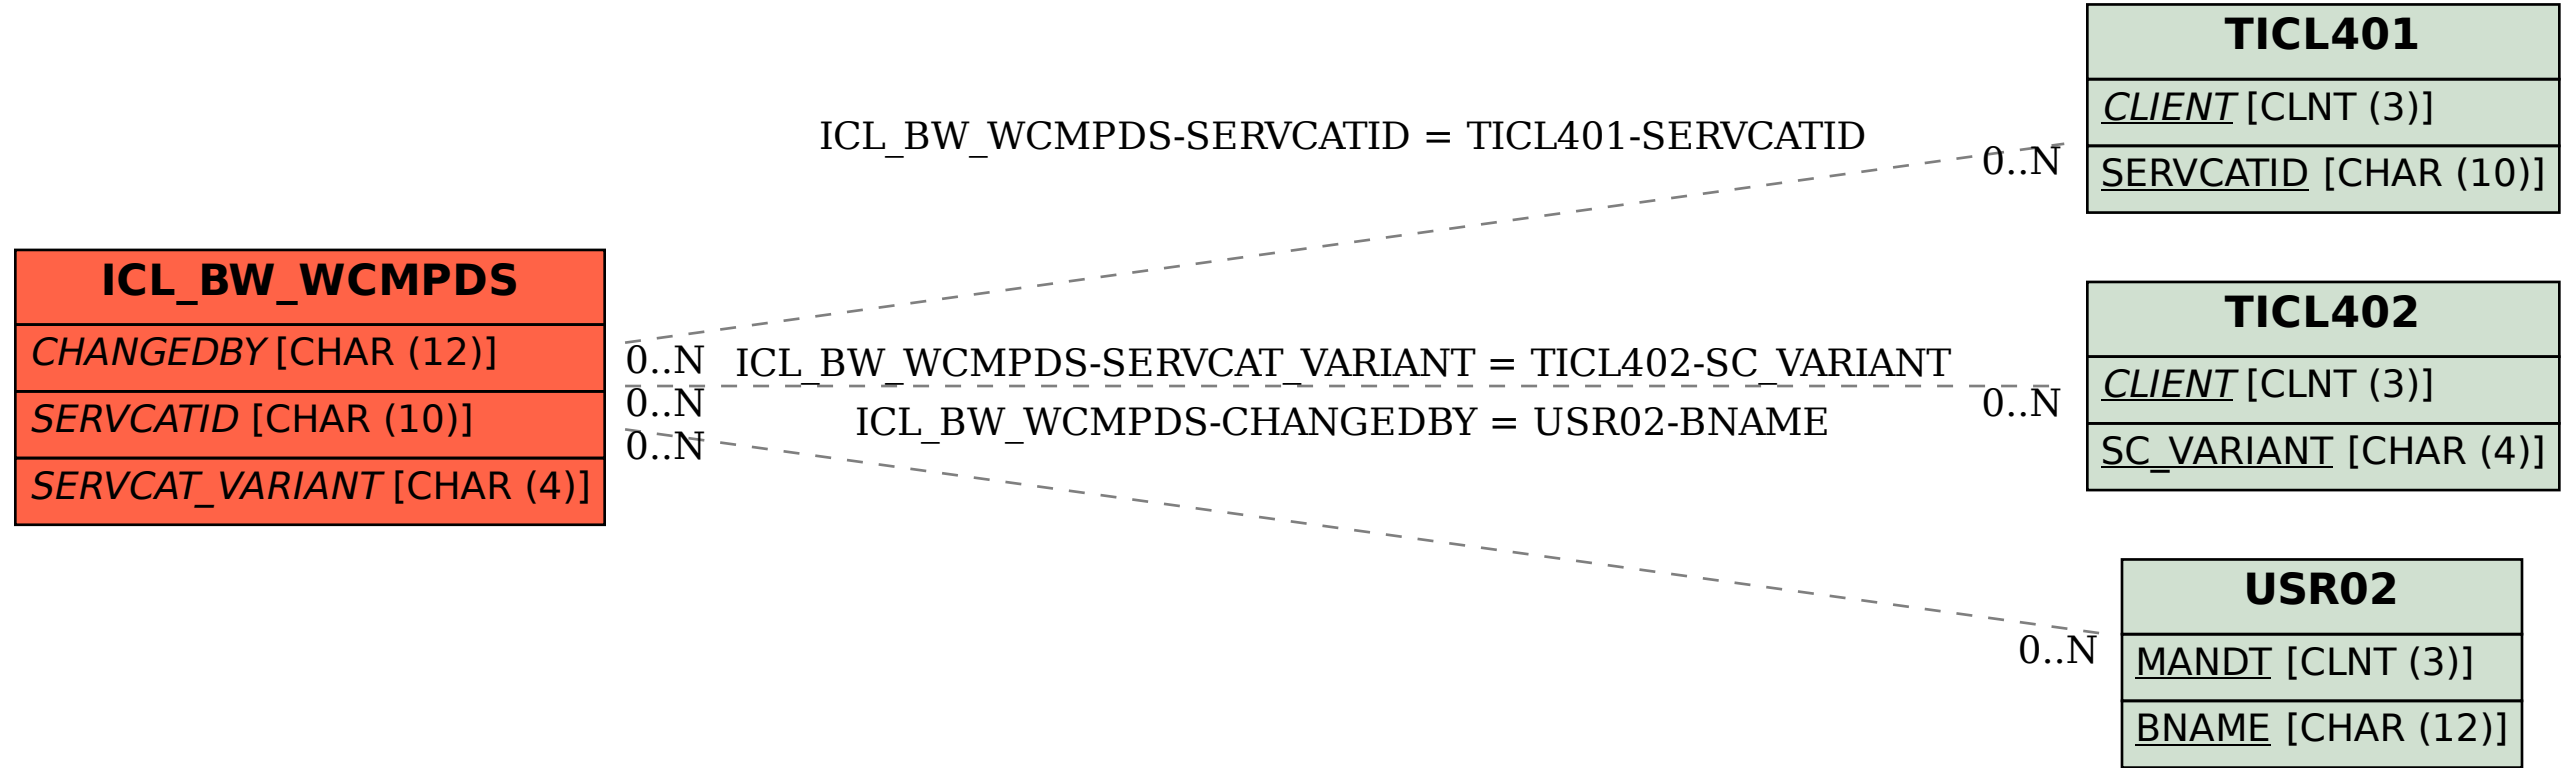 TICL401
CLIENT [CLNT (3)]
SERVCATID [CHAR (10)]
ICL_BW_WCMPDS-SERVCATID = TICL401-SERVCATID
0..N
ICL_BW_WCMPDS
CHANGEDBY [CHAR (12)]
SERVCATID [CHAR (10)]
SERVCAT_VARIANT [CHAR (4)]
0..N
ICL_BW_WCMPDS-SERVCAT_VARIANT = TICL402-SC_VARIANT
0..N
0..N
ICL_BW_WCMPDS-CHANGEDBY = USR02-BNAME
0..N
TICL402
CLIENT [CLNT (3)]
SC_VARIANT [CHAR (4)]
0..N
USR02
MANDT [CLNT (3)]
BNAME [CHAR (12)]